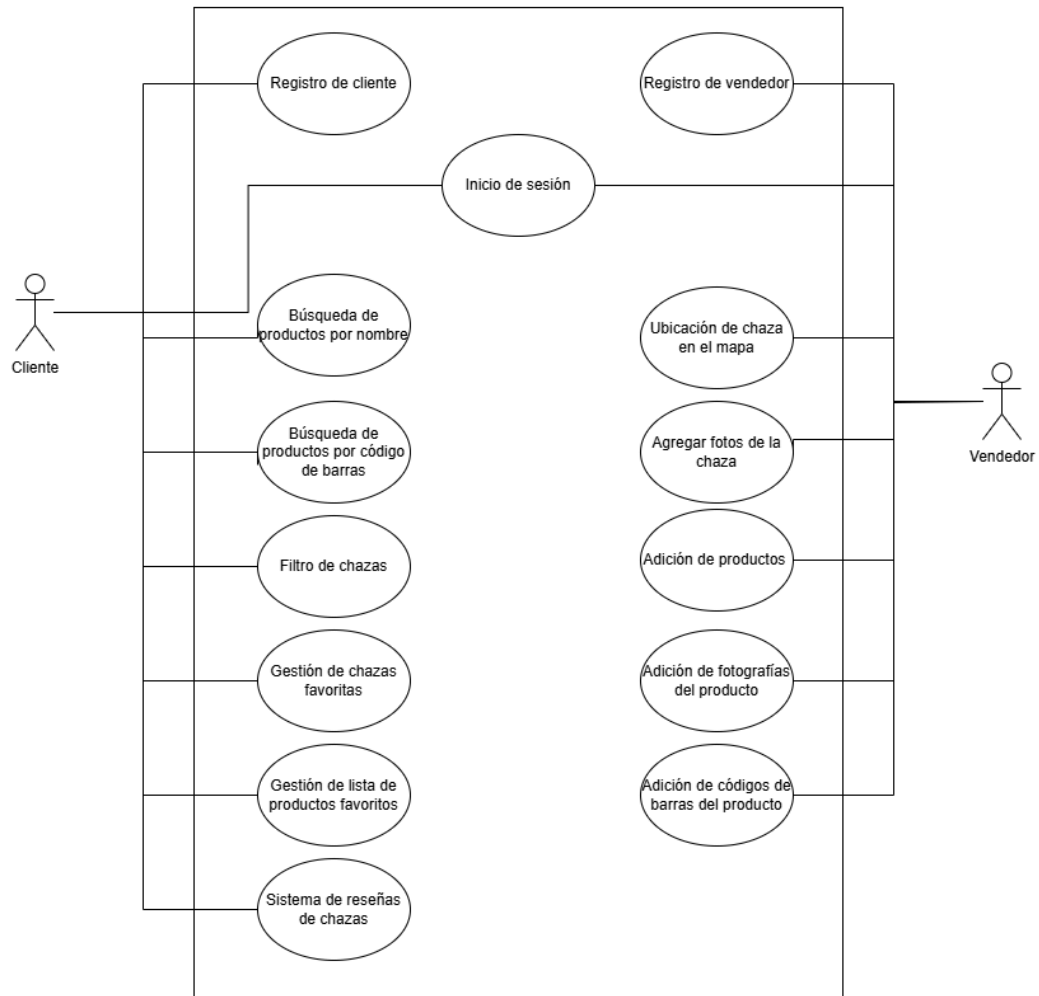 Registro de cliente
Registro de vendedor
Inicio de sesión
Cliente
Búsqueda de
productos por nombre
Ubicación de chaza
en el mapa
Búsqueda de
productos por código
de barras
Agregar fotos de la
chaza
Vendedor
Filtro de chazas
Adición de productos
Gestión de chazas
favoritas
Adición de fotografías
del producto
Gestión de lista de
productos favoritos
Adición de códigos de
barras del producto
Sistema de reseñas
de chazas